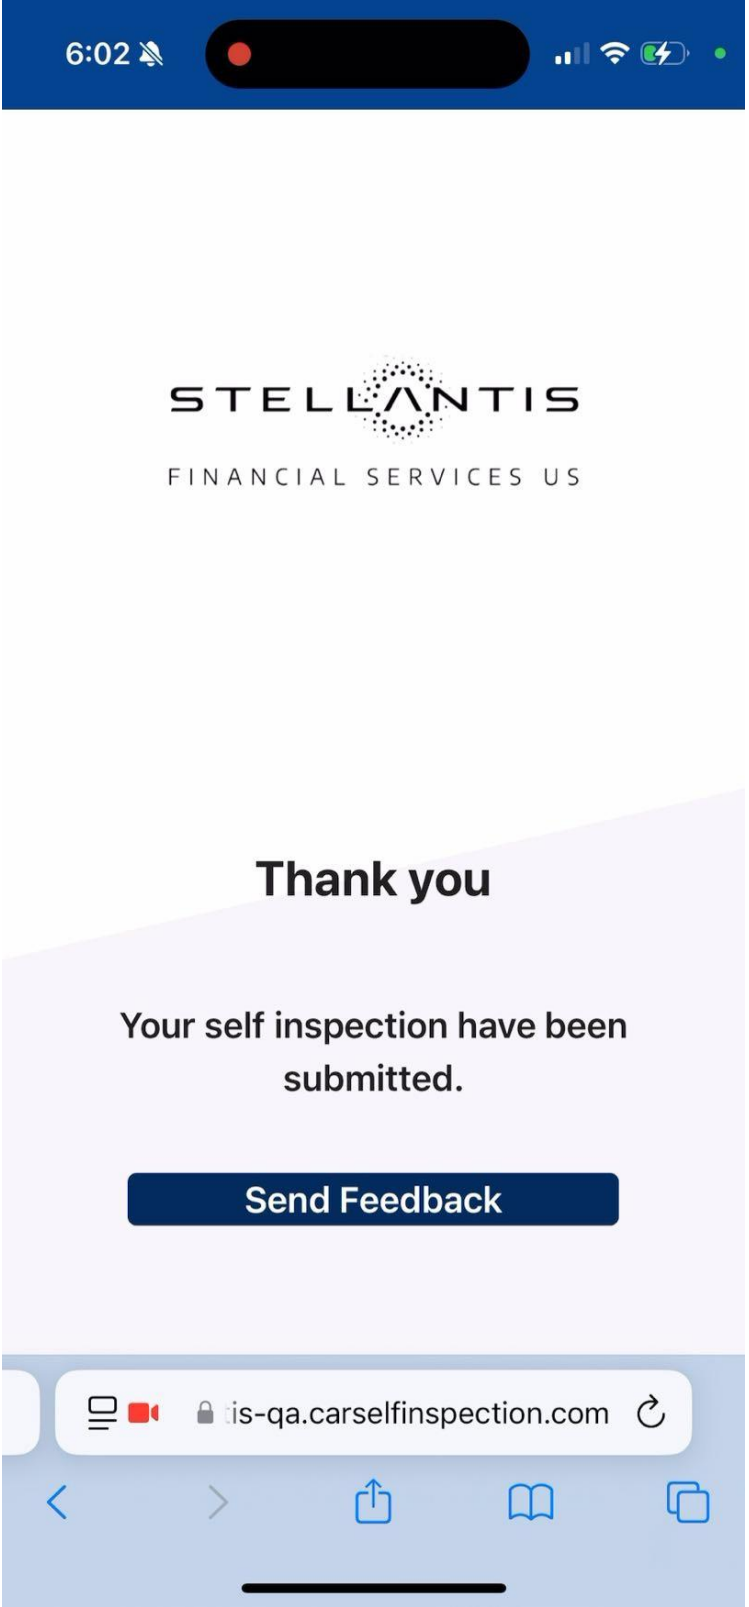 6:02
STELLANTIS
FINANCIAL SERVICES US
Thank you
Your self inspection have been
submitted.
Send Feedback
is-qa.carselfinspection.com